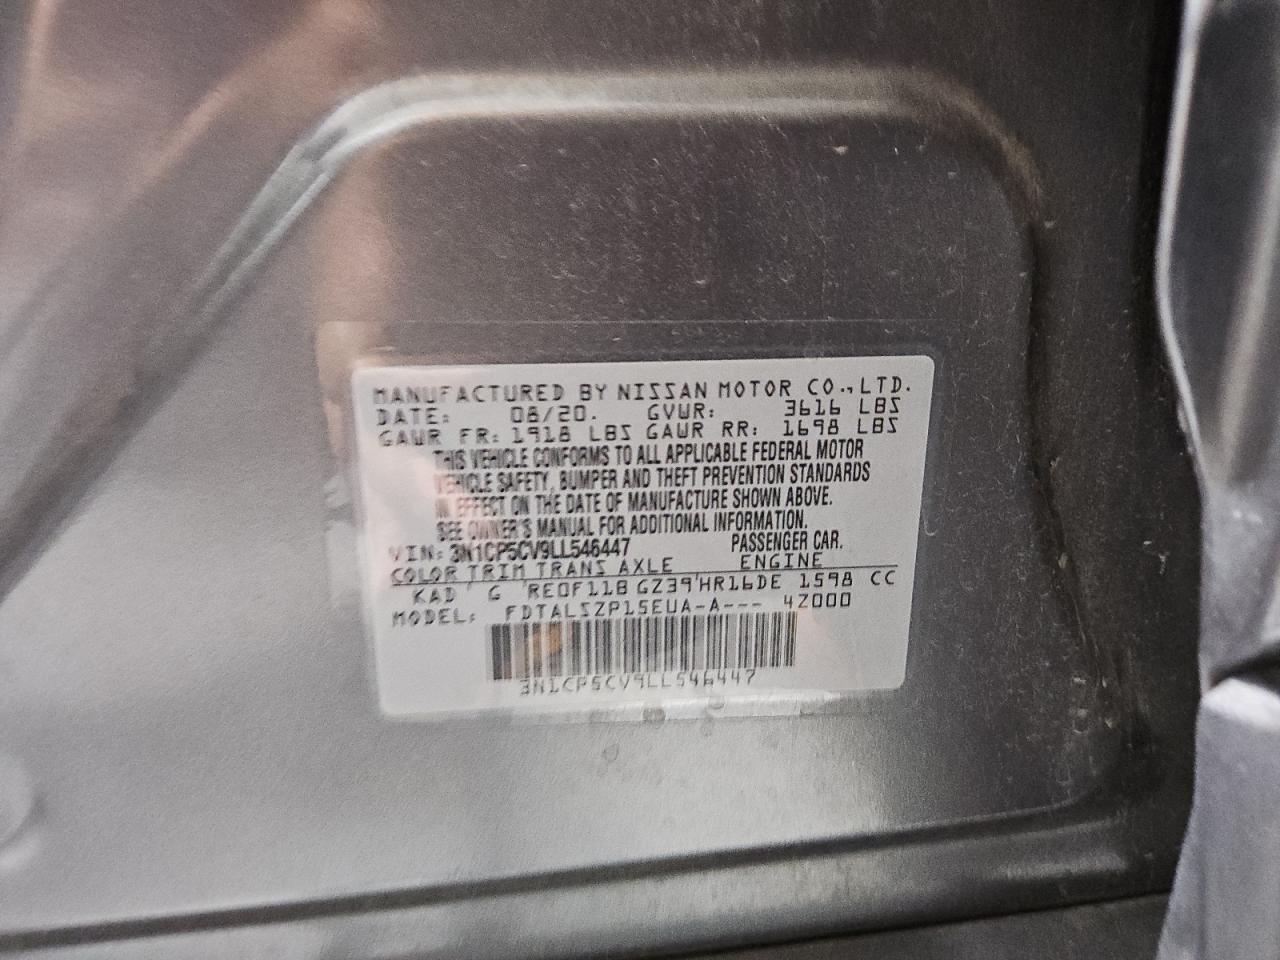 MANUFACTURED BY NISSAN MOTOR CO.,LTD.
DATE: 08/20. GVWR: 3616 LBS
GAWR FR: 1918 LBS GAWR RR: 1698 LBS
THIS VEHICLE CONFORMS TO ALL APPLICABLE FEDERAL MOTOR
VEHICLE SAFETY, BUMPER AND THEFT PREVENTION STANDARDS
IN EFFECT ON THE DATE OF MANUFACTURE SHOWN ABOVE.
SEE OWNER'S MANUAL FOR ADDITIONAL INFORMATION.
VIN: 3N1CP5CV9LL546447 PASSENGER CAR.
COLOR TRIM TRANS AXLE ENGINE
KAD G RE0F11B GZ39 HR16DE 1598 CC
MODEL: FDTALSZP15EUA-A--- 4Z000
3N1CP5CV9LL546447